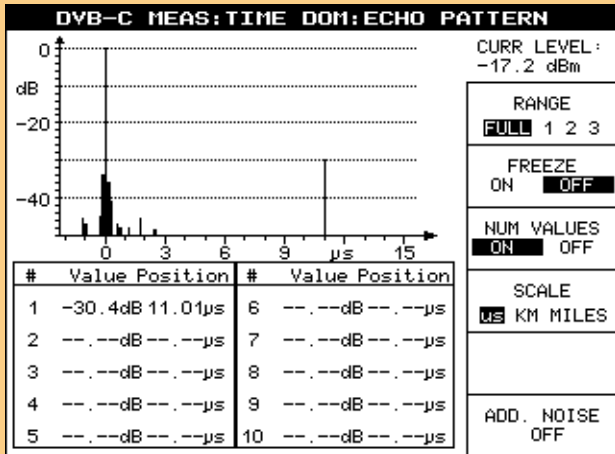 DVB-C MEAS:TIME DOM:ECHO PATTERN
CURR LEVEL:
-17.2 dBm
0
dB
-20
-40
0 3 6 9 µs 15
RANGE
FULL 1 2 3
FREEZE
ON OFF
NUM VALUES
ON OFF
SCALE
us KM MILES
ADD. NOISE
OFF
# Value Position # Value Position
1 -30.4dB 11.01µs 6 --.--dB --.--µs
2 --.--dB --.--µs 7 --.--dB --.--µs
3 --.--dB --.--µs 8 --.--dB --.--µs
4 --.--dB --.--µs 9 --.--dB --.--µs
5 --.--dB --.--µs 10 --.--dB --.--µs